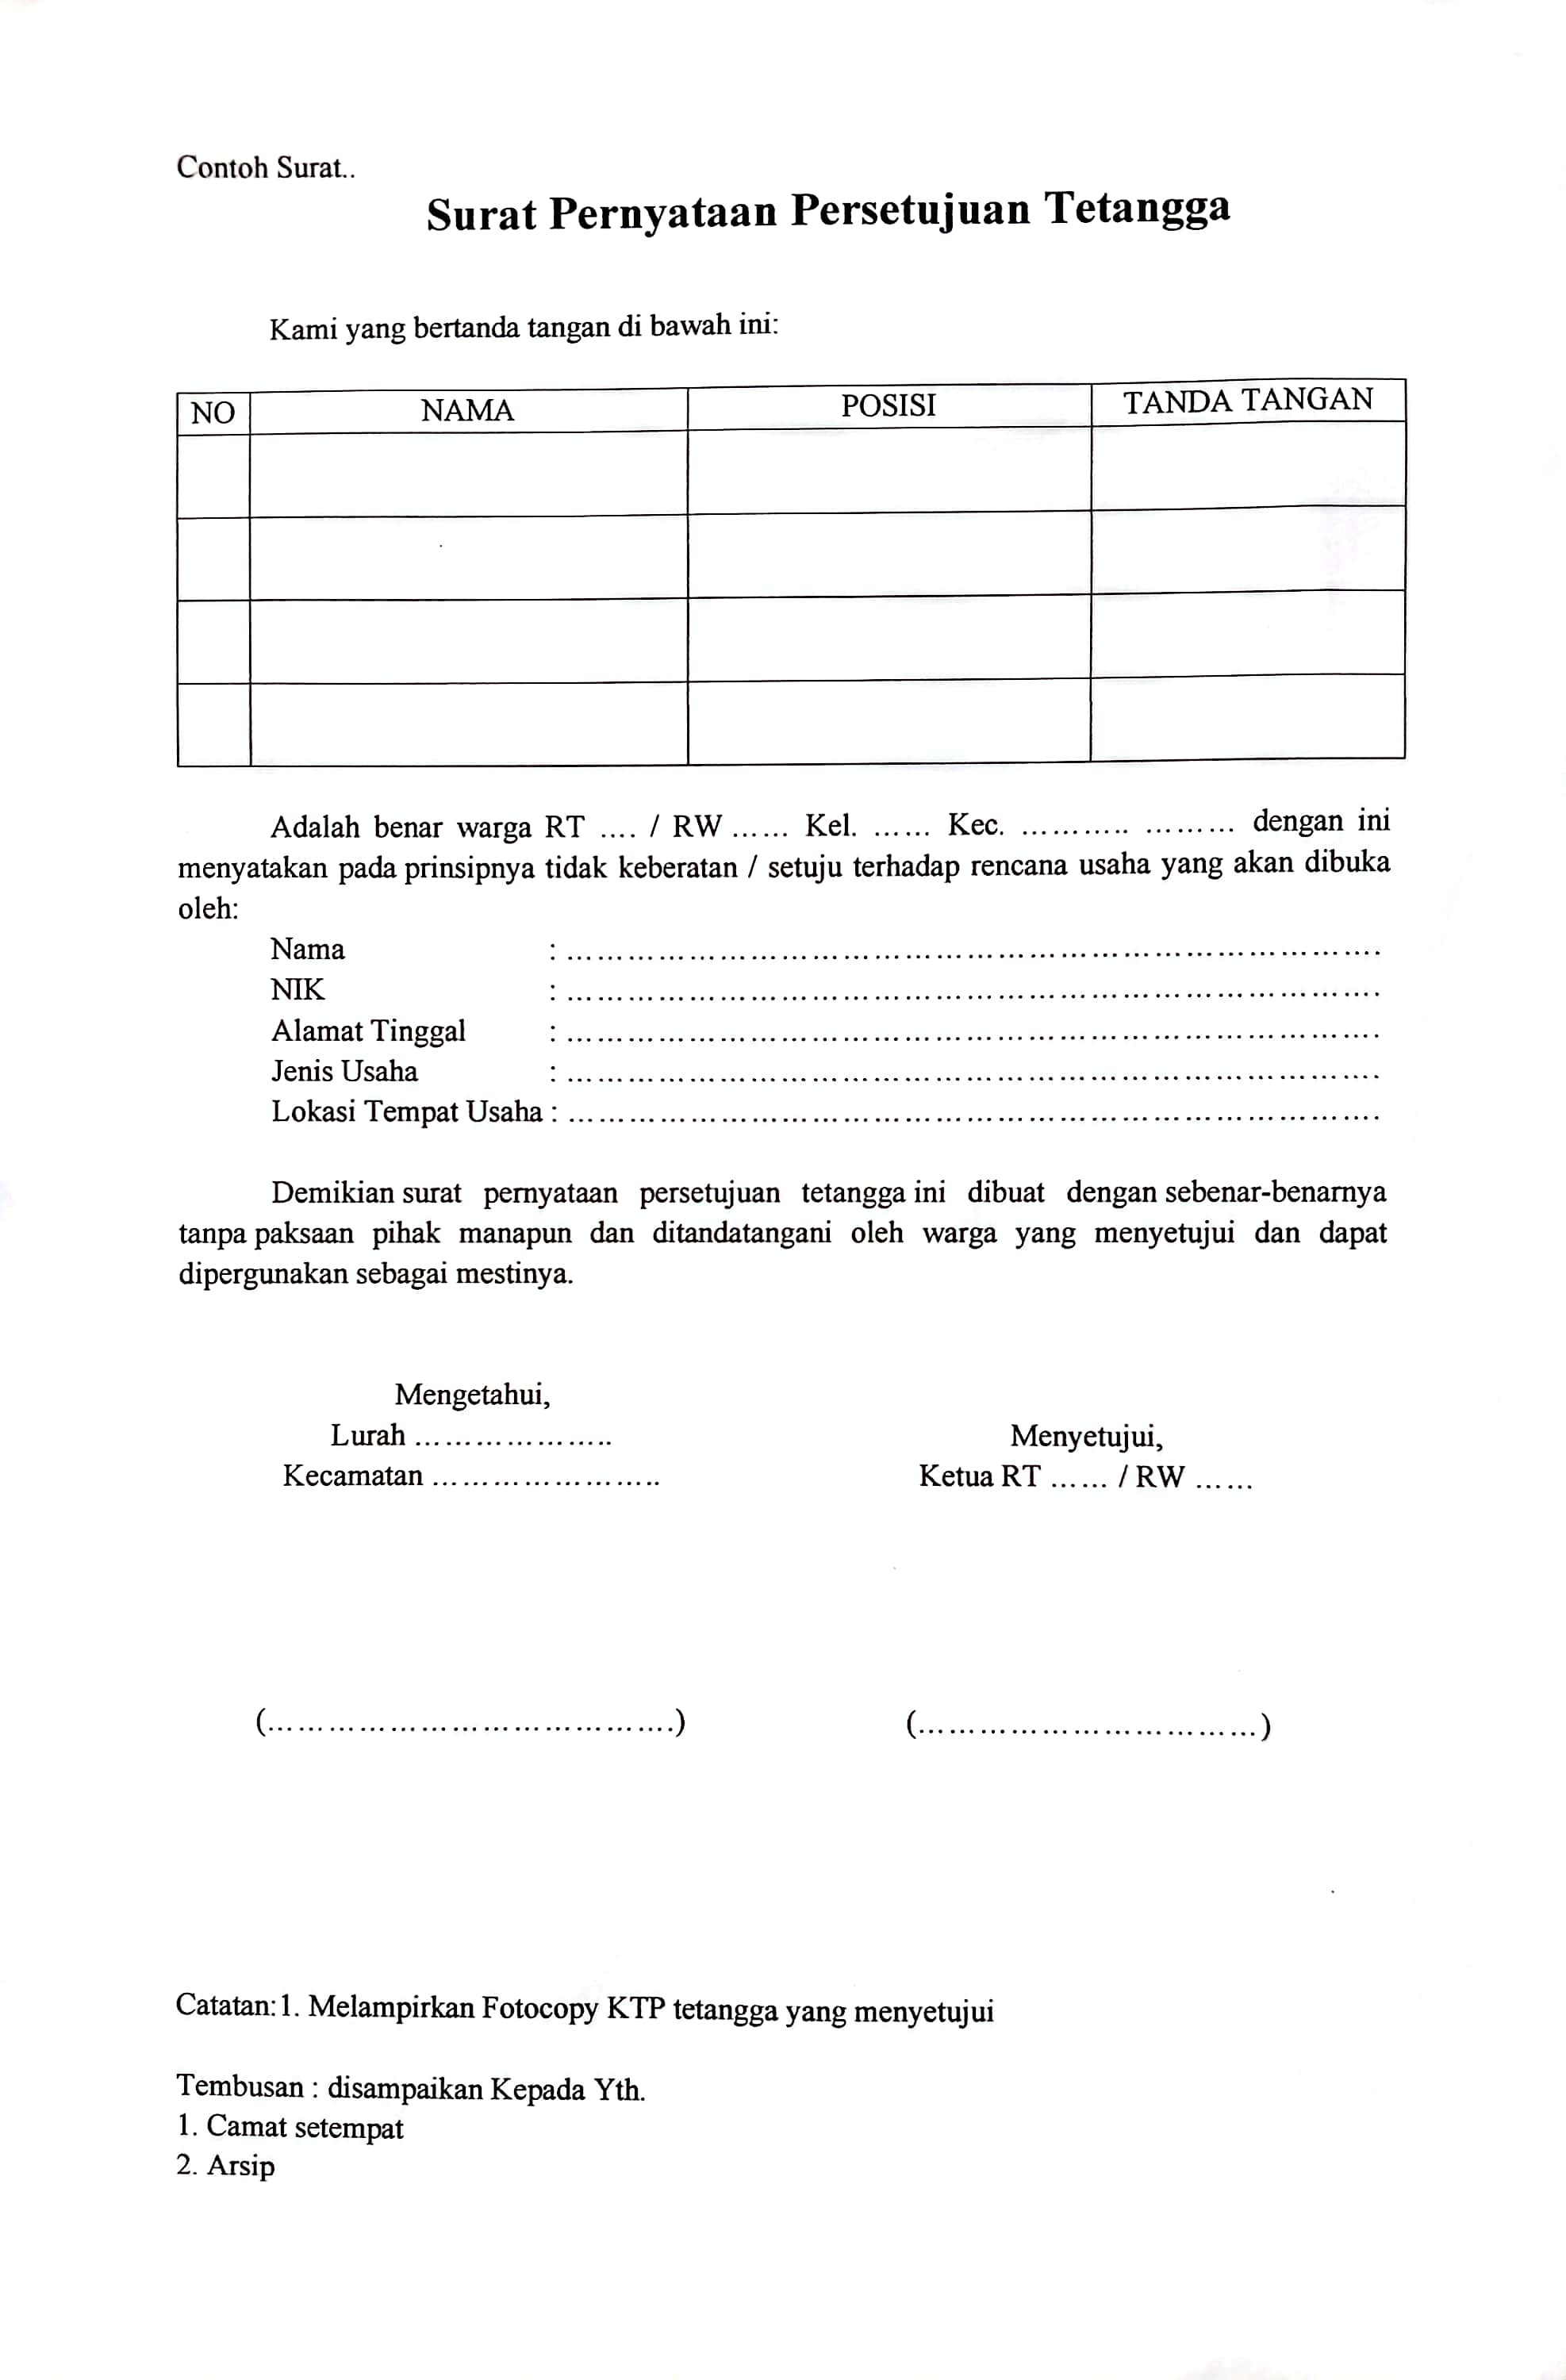 Contoh Surat..
Surat Pernyataan Persetujuan Tetangga
Kami yang bertanda tangan di bawah ini:
NO NAMA POSISI TANDA TANGAN
Adalah benar warga RT .... / RW ...... Kel. ...... Kec. ............ ......... dengan ini
menyatakan pada prinsipnya tidak keberatan / setuju terhadap rencana usaha yang akan dibuka
oleh:
Nama : ..........................................................................................
NIK : ..........................................................................................
Alamat Tinggal : ..........................................................................................
Jenis Usaha : ..........................................................................................
Lokasi Tempat Usaha : ..........................................................................................
Demikian surat pernyataan persetujuan tetangga ini dibuat dengan sebenar-benarnya
tanpa paksaan pihak manapun dan ditandatangani oleh warga yang menyetujui dan dapat
dipergunakan sebagai mestinya.
Mengetahui,
Lurah .....................
Menyetujui,
Kecamatan ........................
Ketua RT ...... / RW ......
(............................................)
(....................................)
Catatan: 1. Melampirkan Fotocopy KTP tetangga yang menyetujui
Tembusan : disampaikan Kepada Yth.
1. Camat setempat
2. Arsip